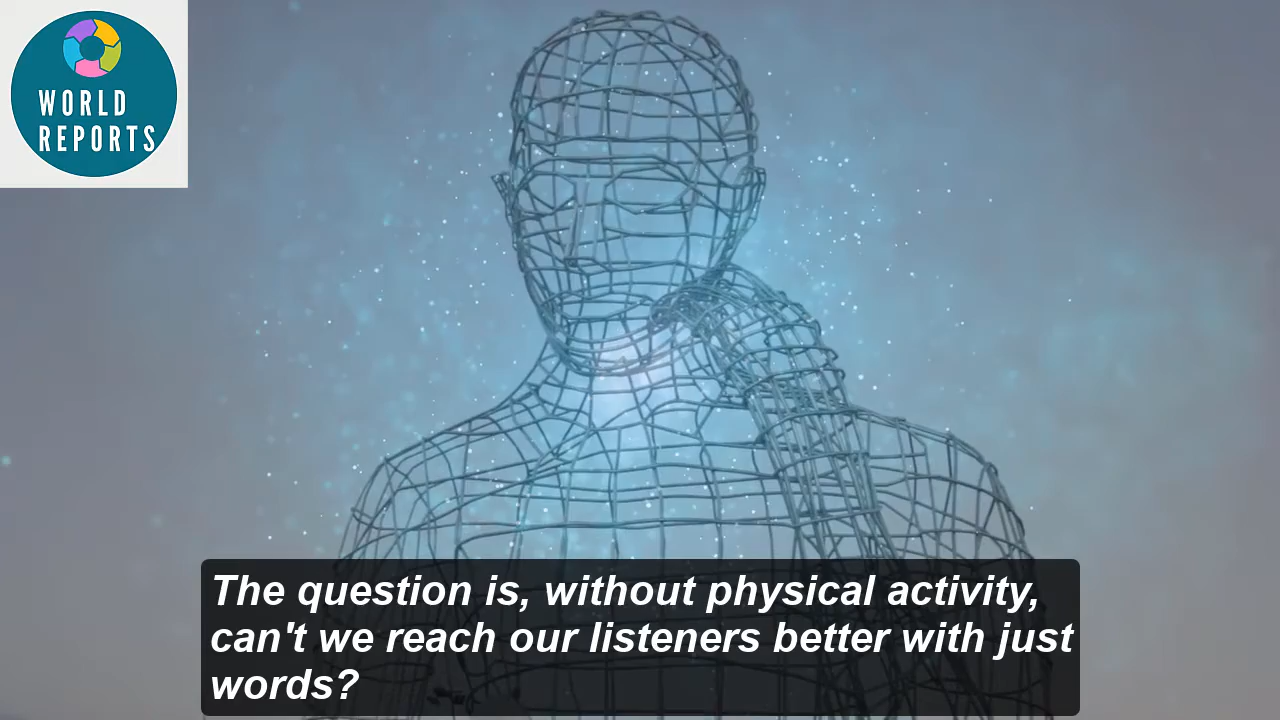 WORLD
REPORTS
The question is, without physical activity,
can't we reach our listeners better with just
words?